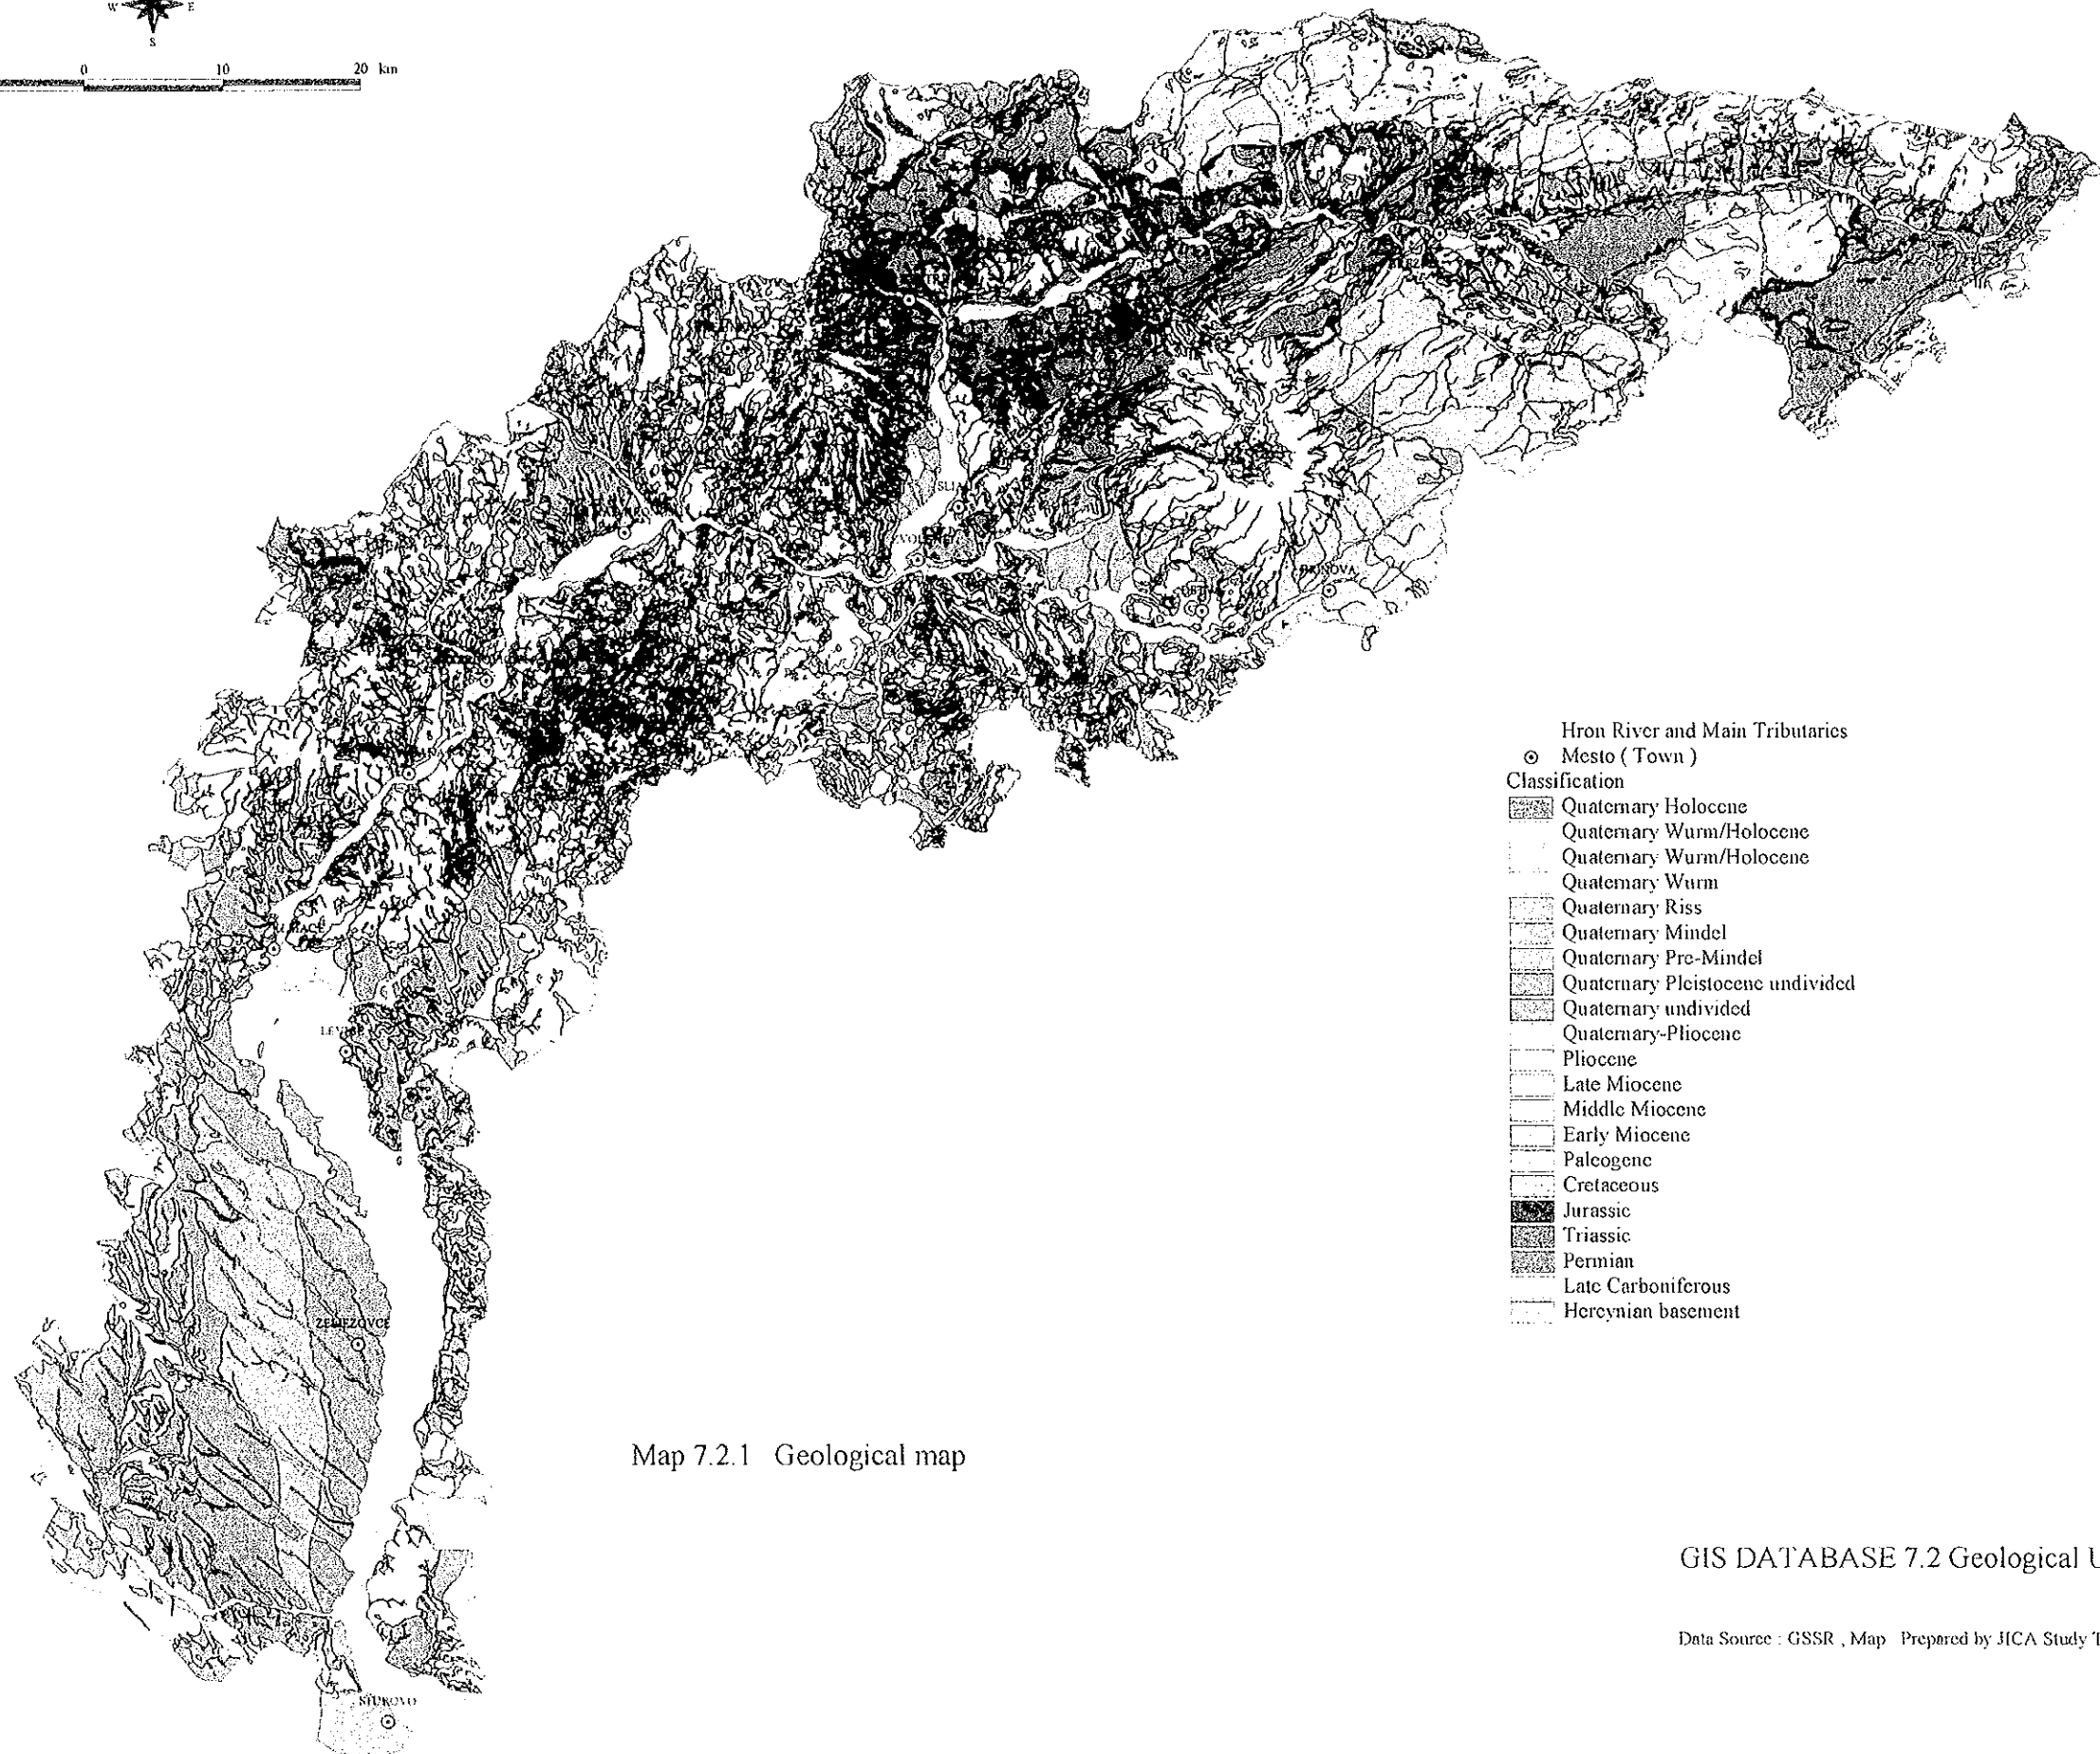 W E
S
0 10 20 km
SLIA
ZVOLEN
LEVICE
ŽELIEZOVCE
ŠTÚROVO
Hron River and Main Tributaries
Mesto ( Town )
Classification
Quaternary Holocene
Quaternary Wurm/Holocene
Quaternary Wurm/Holocene
Quaternary Wurm
Quaternary Riss
Quaternary Mindel
Quaternary Pre-Mindel
Quaternary Pleistocene undivided
Quaternary undivided
Quaternary-Pliocene
Pliocene
Late Miocene
Middle Miocene
Early Miocene
Paleogene
Cretaceous
Jurassic
Triassic
Permian
Late Carboniferous
Hercynian basement
Map 7.2.1 Geological map
GIS DATABASE 7.2 Geological U
Data Source : GSSR , Map Prepared by JICA Study T